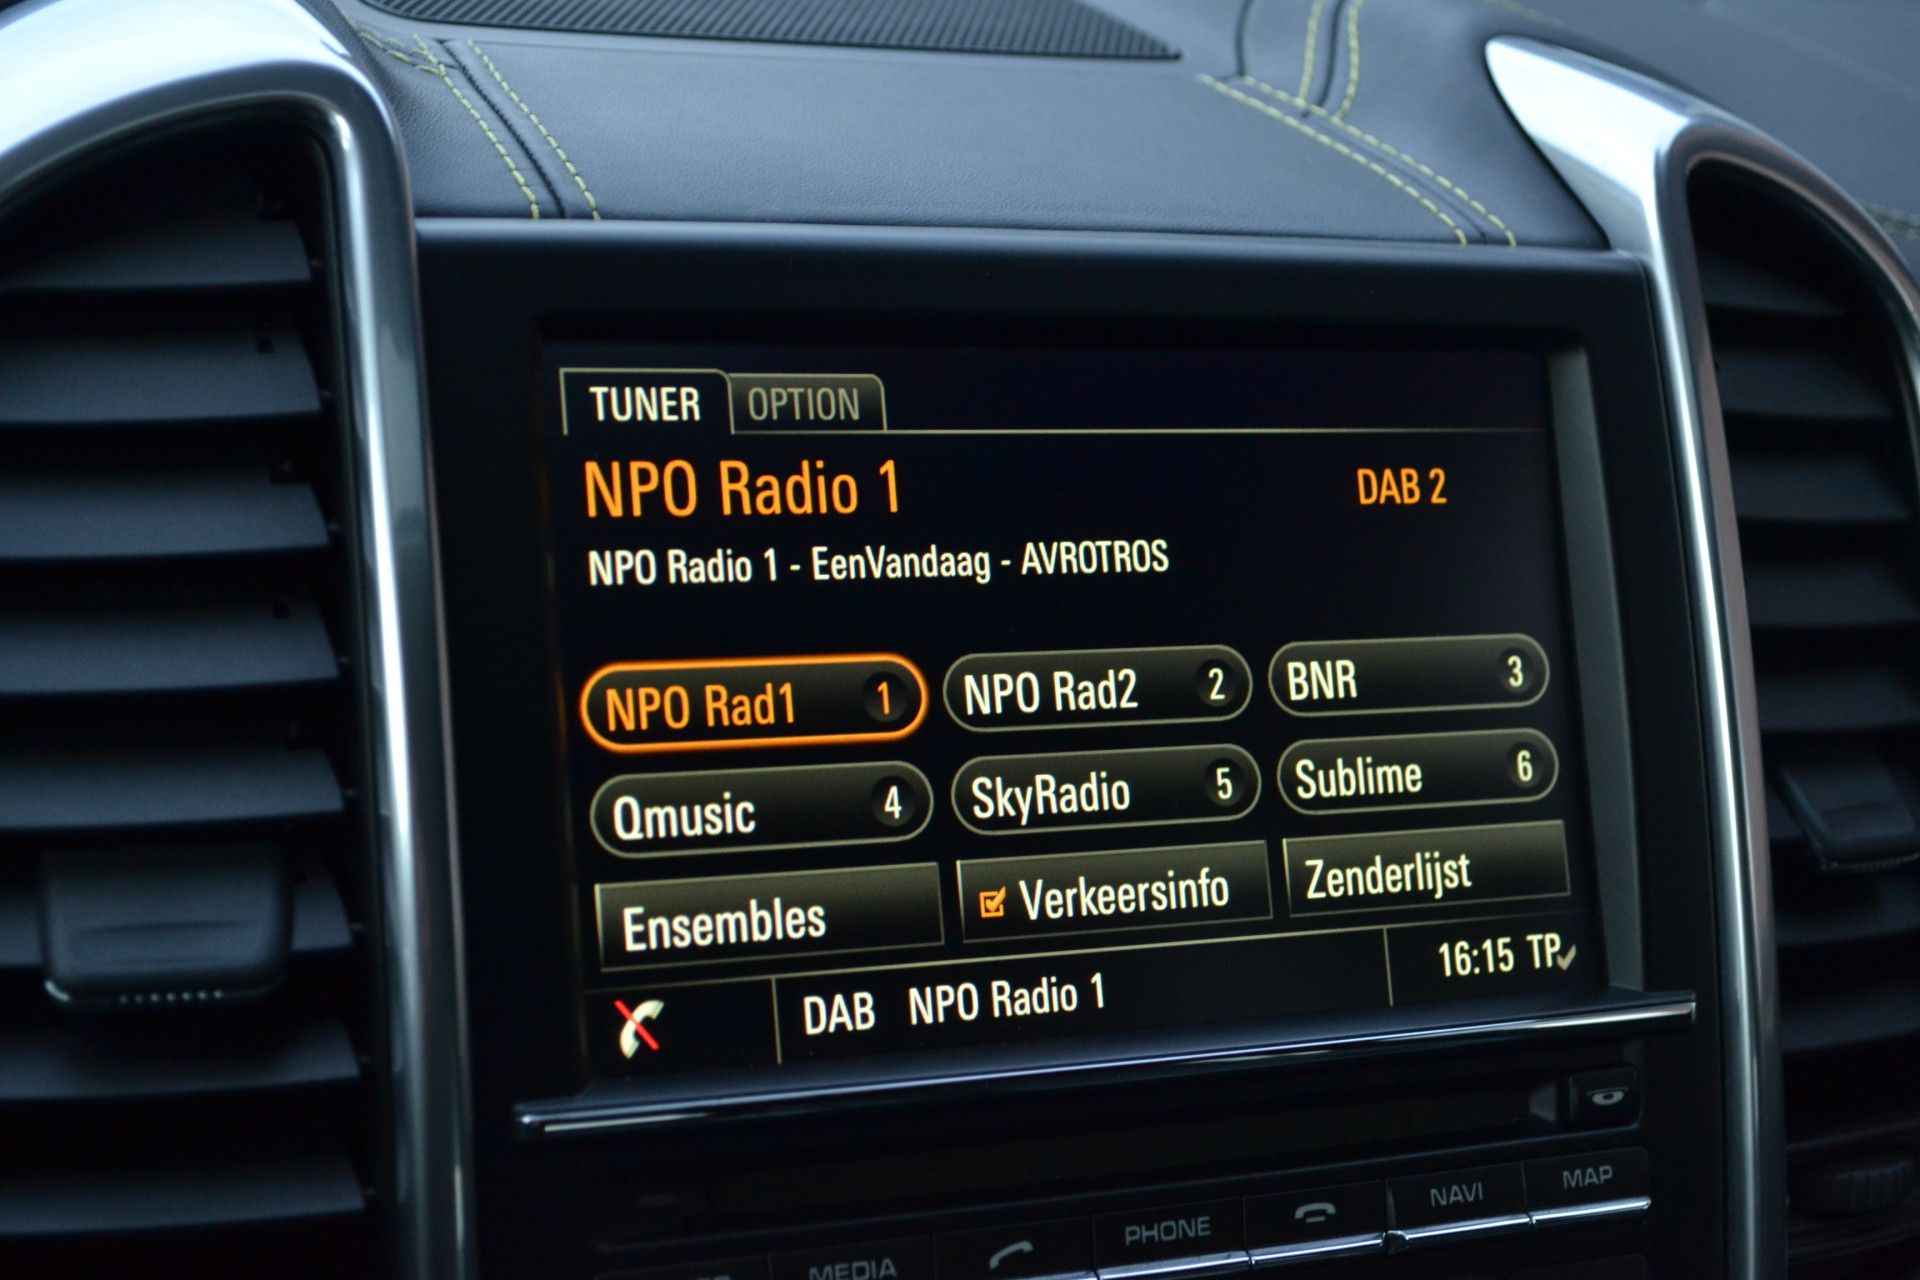 TUNER OPTION
NPO Radio 1 DAB 2
NPO Radio 1 - EenVandaag - AVROTROS
NPO Rad1 1 NPO Rad2 2 BNR 3
Qmusic 4 SkyRadio 5 Sublime 6
Ensembles Verkeersinfo Zenderlijst
DAB NPO Radio 1 16:15 TP
MEDIA PHONE NAVI MAP